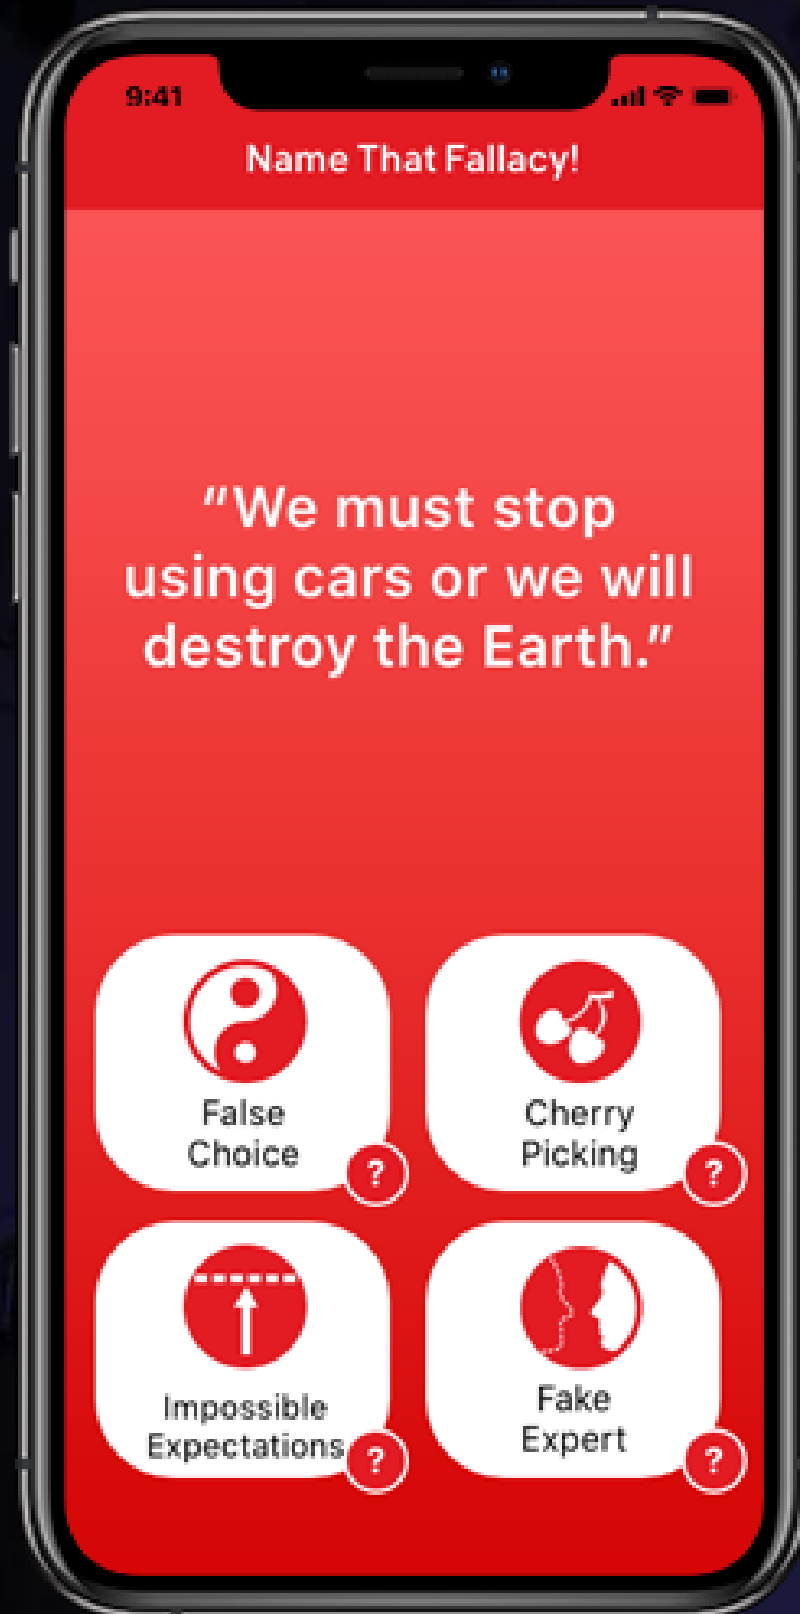 9:41
Name That Fallacy!
“We must stop
using cars or we will
destroy the Earth.”
False
Choice
?
Cherry
Picking
?
Impossible
Expectations
?
Fake
Expert
?